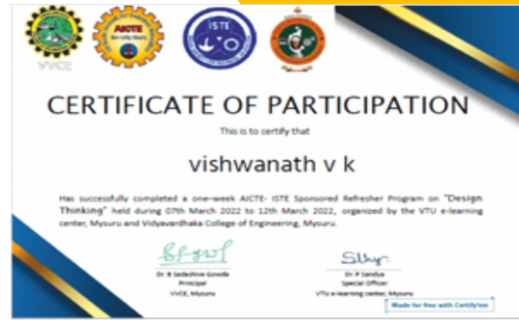 VVCE
AICTE
ISTE
CERTIFICATE OF PARTICIPATION
This is to certify that
vishwanath v k
Has successfully completed a one-week AICTE- ISTE Sponsored Refresher Program on "Design
Thinking" held during 07th March 2022 to 12th March 2022, organized by the VTU e-learning
center, Mysuru and Vidyavardhaka College of Engineering, Mysuru.
Dr. B Sadashive Gowda
Principal
VVCE, Mysuru
Dr. P Sandya
Special Officer
VTU e-learning center, Mysuru
Made for free with Certify'em